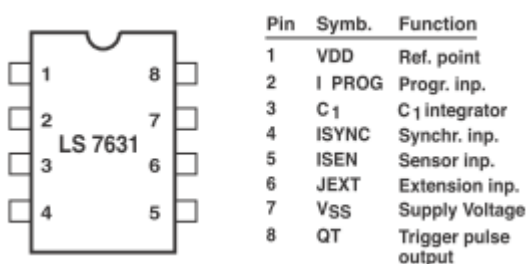 1
2
3
4
LS 7631
8
7
6
5
Pin Symb. Function
1 VDD Ref. point
2 I PROG Progr. inp.
3 C1 C1 integrator
4 ISYNC Synchr. inp.
5 ISEN Sensor inp.
6 JEXT Extension inp.
7 VSS Supply Voltage
8 QT Trigger pulse
output